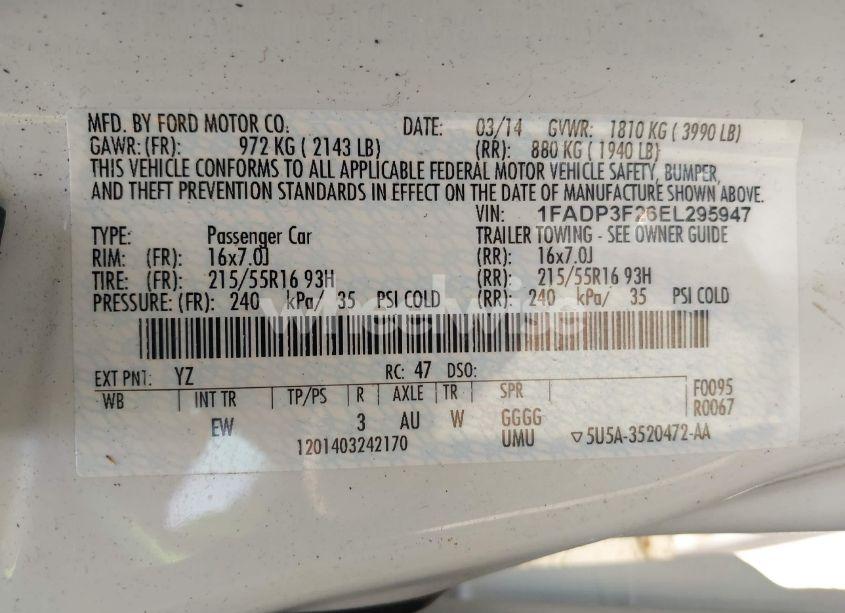 MFD. BY FORD MOTOR CO. DATE: 03/14 GVWR: 1810 KG ( 3990 LB)
GAWR: (FR): 972 KG ( 2143 LB) (RR): 880 KG ( 1940 LB)
THIS VEHICLE CONFORMS TO ALL APPLICABLE FEDERAL MOTOR VEHICLE SAFETY, BUMPER,
AND THEFT PREVENTION STANDARDS IN EFFECT ON THE DATE OF MANUFACTURE SHOWN ABOVE.
VIN: 1FADP3F26EL295947
TYPE: Passenger Car TRAILER TOWING - SEE OWNER GUIDE
RIM: (FR): 16x7.0J (RR): 16x7.0J
TIRE: (FR): 215/55R16 93H (RR): 215/55R16 93H
PRESSURE: (FR): 240 kPa/ 35 PSI COLD (RR): 240 kPa/ 35 PSI COLD
wheelwise
EXT PNT: YZ RC: 47 DSO:
WB INT TR TP/PS R AXLE TR SPR F0095
EW 3 AU W GGGG R0067
1201403242170 UMU ▽5U5A-3520472-AA